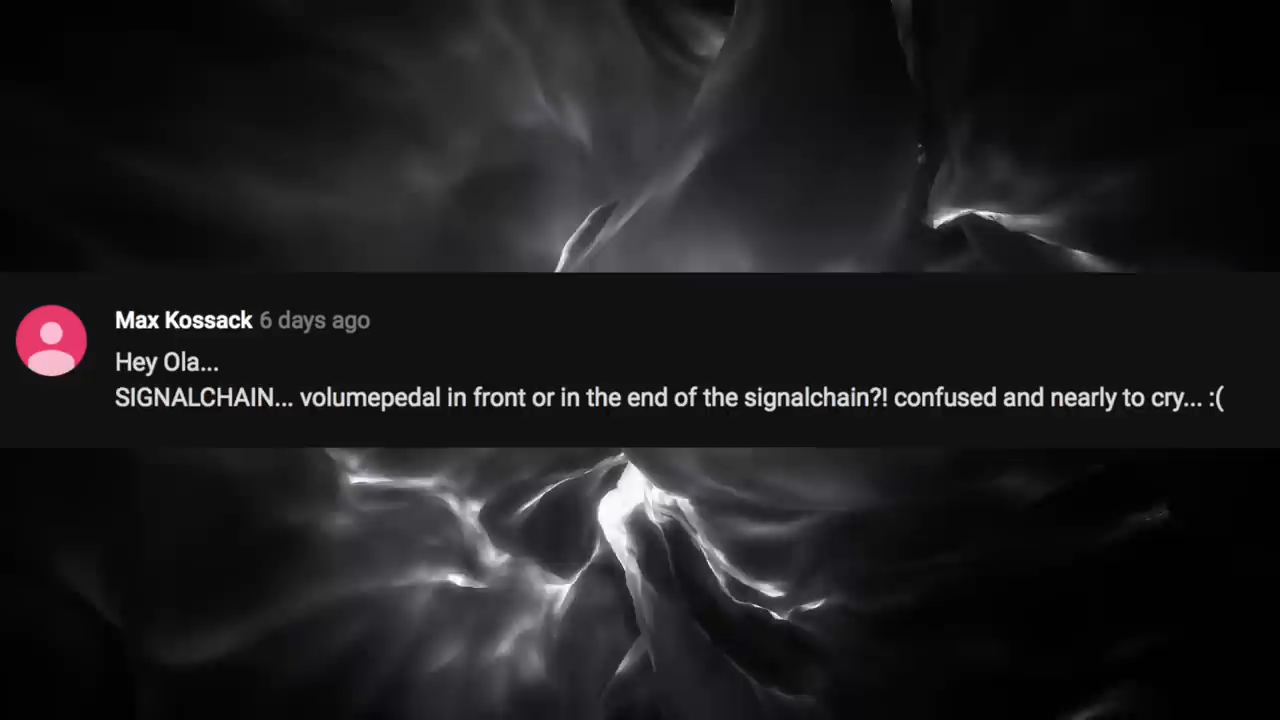 Max Kossack 6 days ago
Hey Ola...
SIGNALCHAIN... volumepedal in front or in the end of the signalchain?! confused and nearly to cry... :(